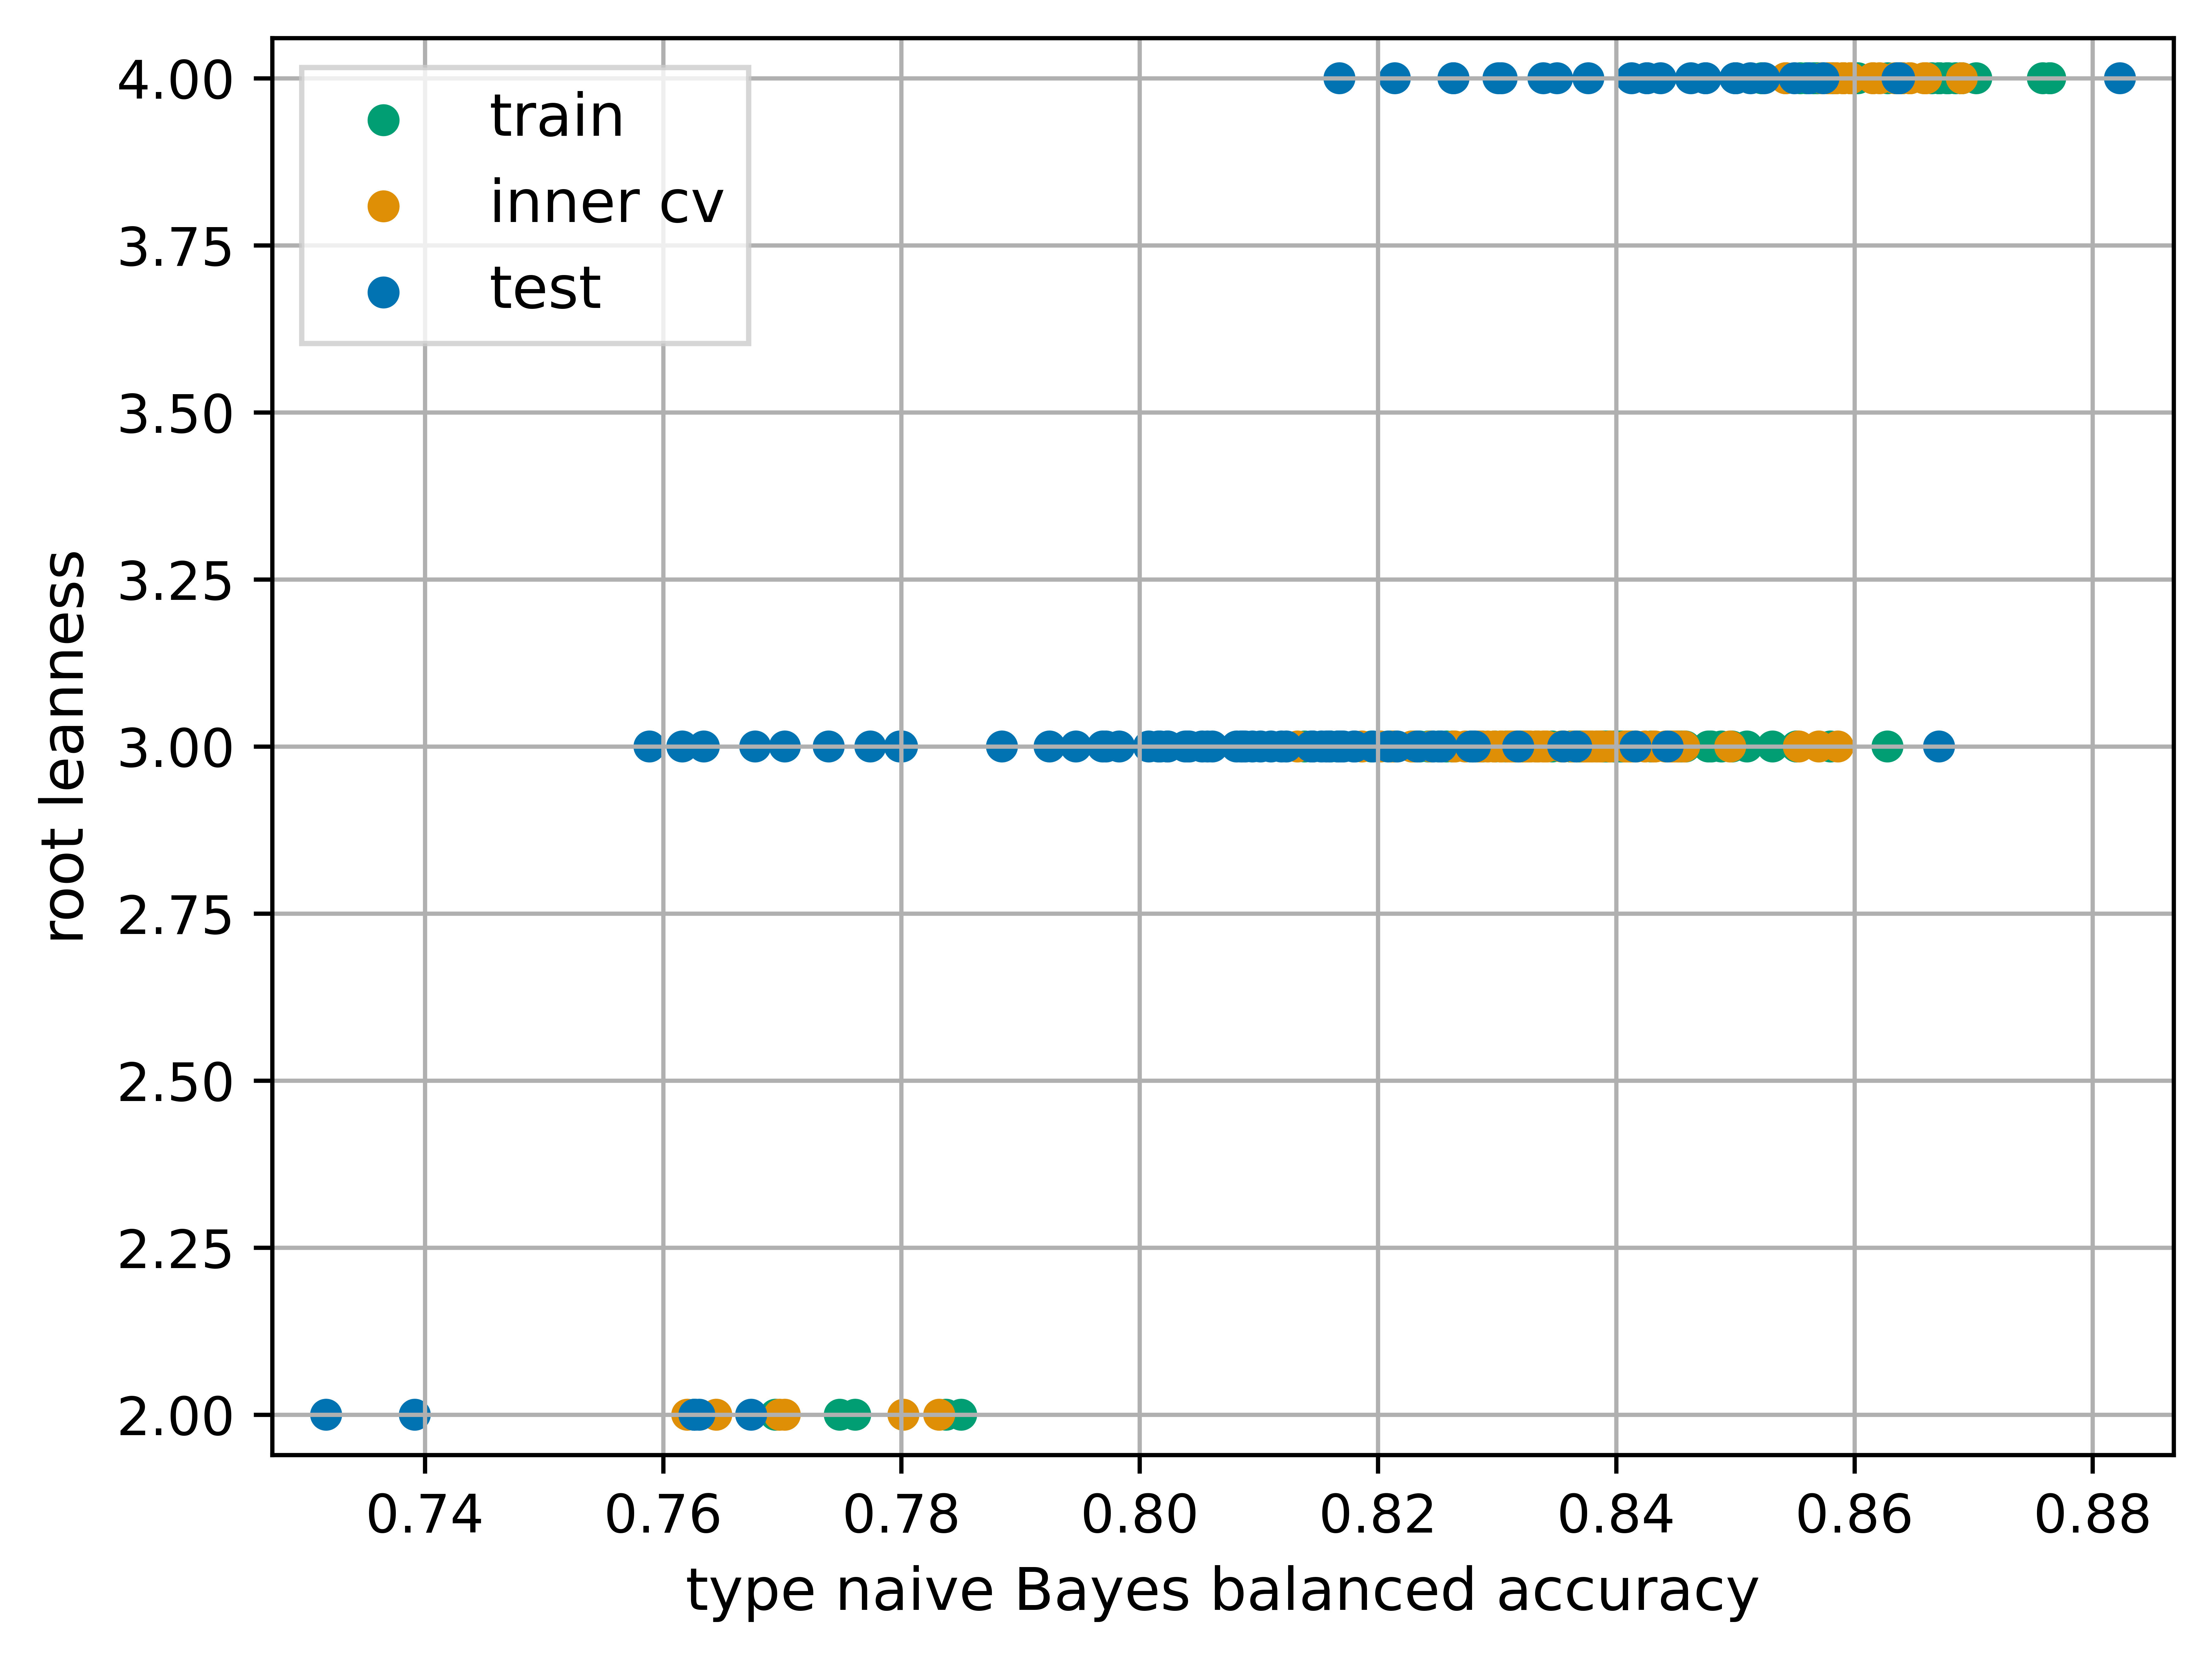 train
inner cv
test
4.00
3.75
3.50
3.25
3.00
2.75
2.50
2.25
2.00
root leanness
0.74 0.76 0.78 0.80 0.82 0.84 0.86 0.88
type naive Bayes balanced accuracy